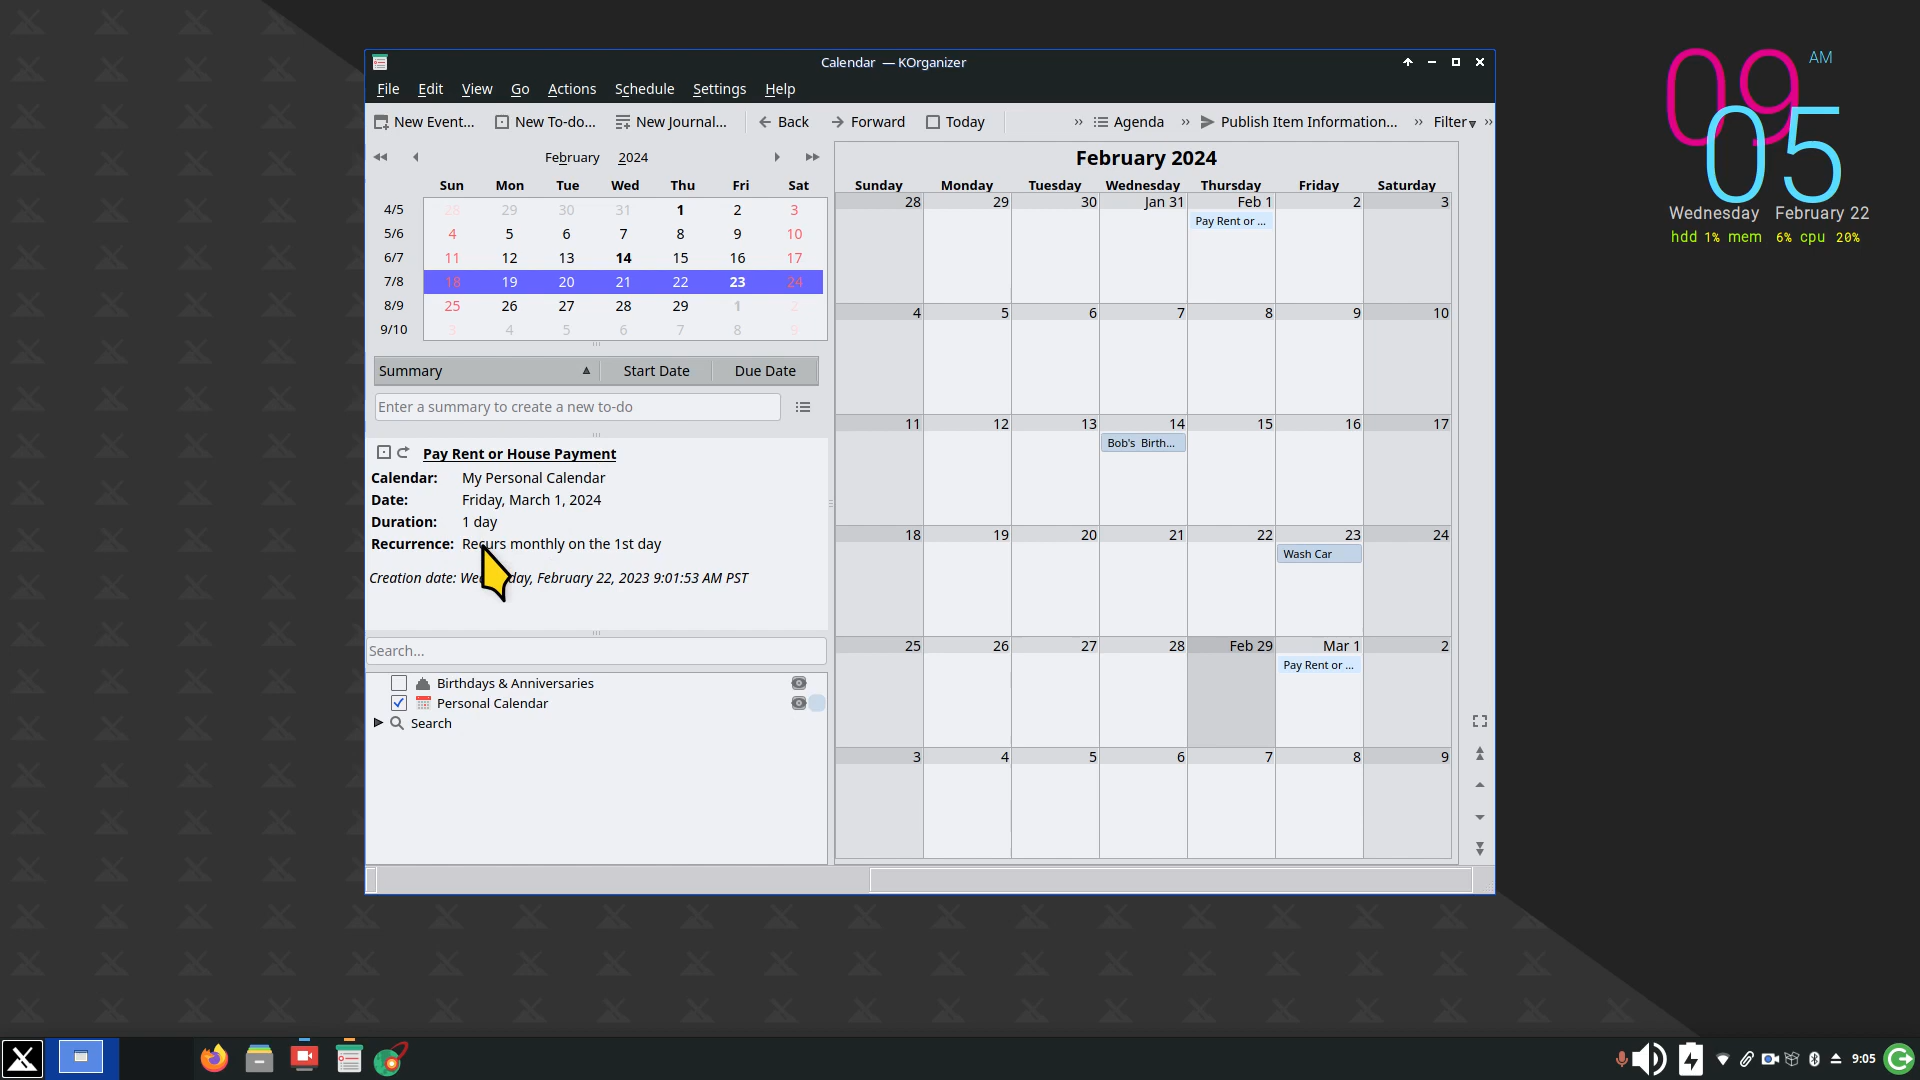 Calendar — KOrganizer
File Edit View Go Actions Schedule Settings Help
New Event... New To-do... New Journal... Back Forward Today » Agenda » Publish Item Information... » Filter »
February 2024
Sun Mon Tue Wed Thu Fri Sat
4/5 28 29 30 31 1 2 3
5/6 4 5 6 7 8 9 10
6/7 11 12 13 14 15 16 17
7/8 18 19 20 21 22 23 24
8/9 25 26 27 28 29 1 2
9/10 3 4 5 6 7 8 9
Summary Start Date Due Date
Enter a summary to create a new to-do
Pay Rent or House Payment
Calendar: My Personal Calendar
Date: Friday, March 1, 2024
Duration: 1 day
Recurrence: Recurs monthly on the 1st day
Creation date: We day, February 22, 2023 9:01:53 AM PST
Search...
Birthdays & Anniversaries
Personal Calendar
Search
February 2024
Sunday Monday Tuesday Wednesday Thursday Friday Saturday
28 29 30 Jan 31 Feb 1 2 3
Pay Rent or ...
4 5 6 7 8 9 10
11 12 13 14 15 16 17
Bob's Birth...
18 19 20 21 22 23 24
Wash Car
25 26 27 28 Feb 29 Mar 1 2
Pay Rent or ...
3 4 5 6 7 8 9
09 AM
05
Wednesday February 22
hdd 1% mem 6% cpu 20%
9:05